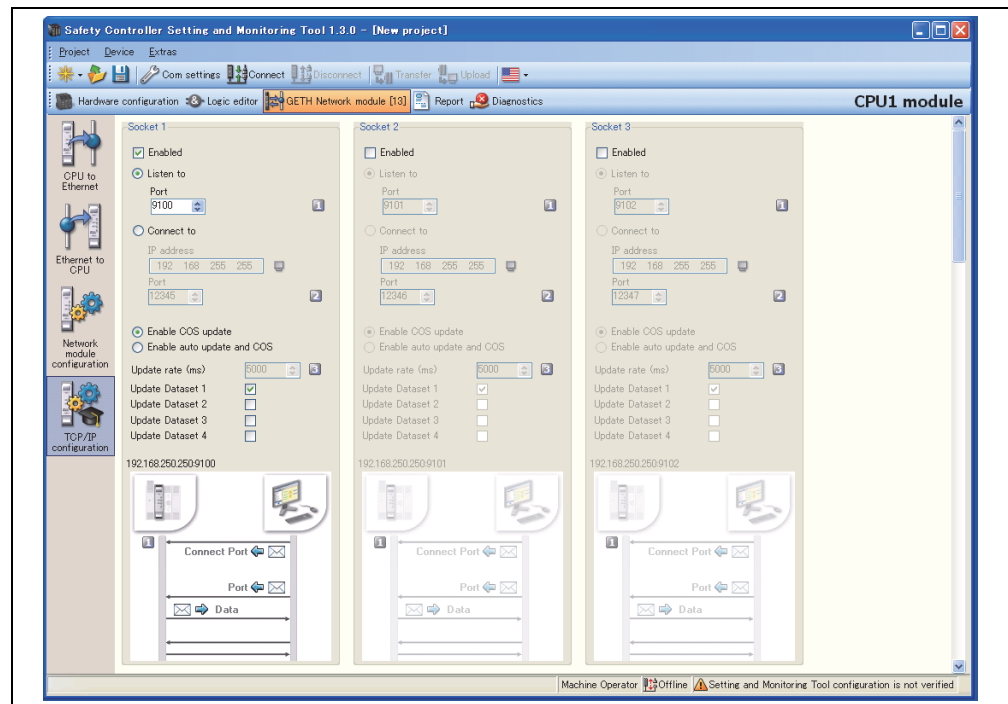 Safety Controller Setting and Monitoring Tool 1.3.0 - [New project]
Project Device Extras
Com settings Connect Disconnect Transfer Upload
Hardware configuration Logic editor GETH Network module [13] Report Diagnostics CPU1 module
CPU to
Ethernet
Ethernet to
CPU
Network
module
configuration
TCP/IP
configuration
Socket 1
Enabled
Listen to
Port
9100
1
Connect to
IP address
192 168 255 255
Port
12345
2
Enable COS update
Enable auto update and COS
Update rate (ms) 5000 3
Update Dataset 1
Update Dataset 2
Update Dataset 3
Update Dataset 4
192.168.250.250:9100
1
Connect Port
Port
Data
Socket 2
Enabled
Listen to
Port
9101
1
Connect to
IP address
192 168 255 255
Port
12346
2
Enable COS update
Enable auto update and COS
Update rate (ms) 5000 3
Update Dataset 1
Update Dataset 2
Update Dataset 3
Update Dataset 4
192.168.250.250:9101
1
Connect Port
Port
Data
Socket 3
Enabled
Listen to
Port
9102
1
Connect to
IP address
192 168 255 255
Port
12347
2
Enable COS update
Enable auto update and COS
Update rate (ms) 5000 3
Update Dataset 1
Update Dataset 2
Update Dataset 3
Update Dataset 4
192.168.250.250:9102
1
Connect Port
Port
Data
Machine Operator Offline Setting and Monitoring Tool configuration is not verified